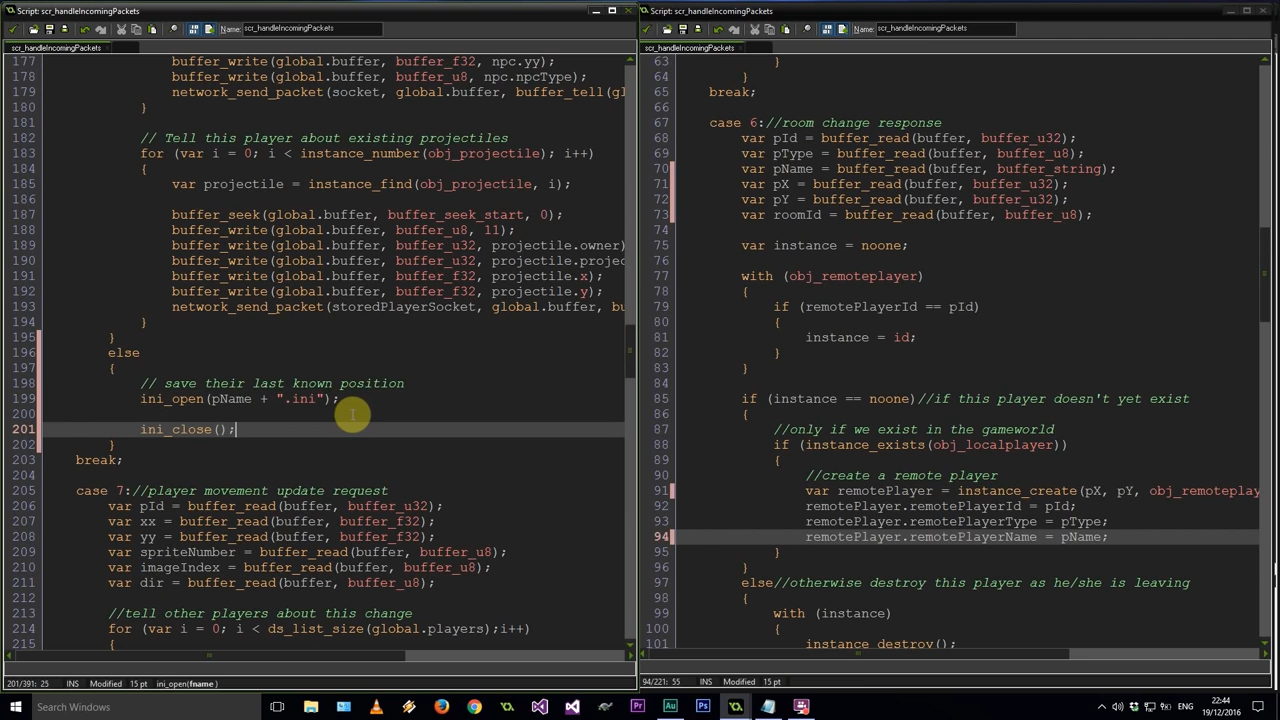 Script: scr_handleIncomingPackets
Name: scr_handleIncomingPackets
scr_handleIncomingPackets
177 buffer_write(global.buffer, buffer_f32, npc.yy);
178 buffer_write(global.buffer, buffer_u8, npc.npcType);
179 network_send_packet(socket, global.buffer, buffer_tell(gl
180 }
181
182 // Tell this player about existing projectiles
183 for (var i = 0; i < instance_number(obj_projectile); i++)
184 {
185 var projectile = instance_find(obj_projectile, i);
186
187 buffer_seek(global.buffer, buffer_seek_start, 0);
188 buffer_write(global.buffer, buffer_u8, 11);
189 buffer_write(global.buffer, buffer_u32, projectile.owner)
190 buffer_write(global.buffer, buffer_u32, projectile.proje
191 buffer_write(global.buffer, buffer_f32, projectile.x);
192 buffer_write(global.buffer, buffer_f32, projectile.y);
193 network_send_packet(storedPlayerSocket, global.buffer, bu
194 }
195 }
196 else
197 {
198 // save their last known position
199 ini_open(pName + ".ini");
200
201 ini_close();
202 }
203 break;
204
205 case 7://player movement update request
206 var pId = buffer_read(buffer, buffer_u32);
207 var xx = buffer_read(buffer, buffer_f32);
208 var yy = buffer_read(buffer, buffer_f32);
209 var spriteNumber = buffer_read(buffer, buffer_u8);
210 var imageIndex = buffer_read(buffer, buffer_u8);
211 var dir = buffer_read(buffer, buffer_u8);
212
213 //tell other players about this change
214 for (var i = 0; i < ds_list_size(global.players);i++)
215 {
201/391: 25 INS Modified 15 pt ini_open(fname )
Script: scr_handleIncomingPackets
Name: scr_handleIncomingPackets
scr_handleIncomingPackets
63 }
64 }
65 break;
66
67 case 6://room change response
68 var pId = buffer_read(buffer, buffer_u32);
69 var pType = buffer_read(buffer, buffer_u8);
70 var pName = buffer_read(buffer, buffer_string);
71 var pX = buffer_read(buffer, buffer_u32);
72 var pY = buffer_read(buffer, buffer_u32);
73 var roomId = buffer_read(buffer, buffer_u8);
74
75 var instance = noone;
76
77 with (obj_remoteplayer)
78 {
79 if (remotePlayerId == pId)
80 {
81 instance = id;
82 }
83 }
84
85 if (instance == noone)//if this player doesn't yet exist
86 {
87 //only if we exist in the gameworld
88 if (instance_exists(obj_localplayer))
89 {
90 //create a remote player
91 var remotePlayer = instance_create(pX, pY, obj_remoteplay
92 remotePlayer.remotePlayerId = pId;
93 remotePlayer.remotePlayerType = pType;
94 remotePlayer.remotePlayerName = pName;
95 }
96 }
97 else//otherwise destroy this player as he/she is leaving
98 {
99 with (instance)
100 {
101 instance_destroy();
94/221: 55 INS Modified 15 pt
Search Windows
Pr
Au
Ps
ENG
22:44
19/12/2016